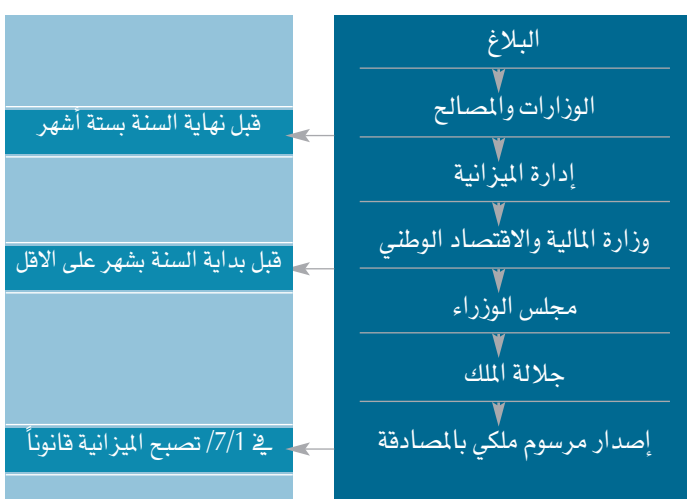 البلاغ
الوزارات والمصالح
قبل نهاية السنة بستة أشهر
إدارة الميزانية
وزارة المالية والاقتصاد الوطني
قبل بداية السنة بشهر على الاقل
مجلس الوزراء
جلالة الملك
إصدار مرسوم ملكي بالمصادقة
في 7/1/ تصبح الميزانية قانوناً